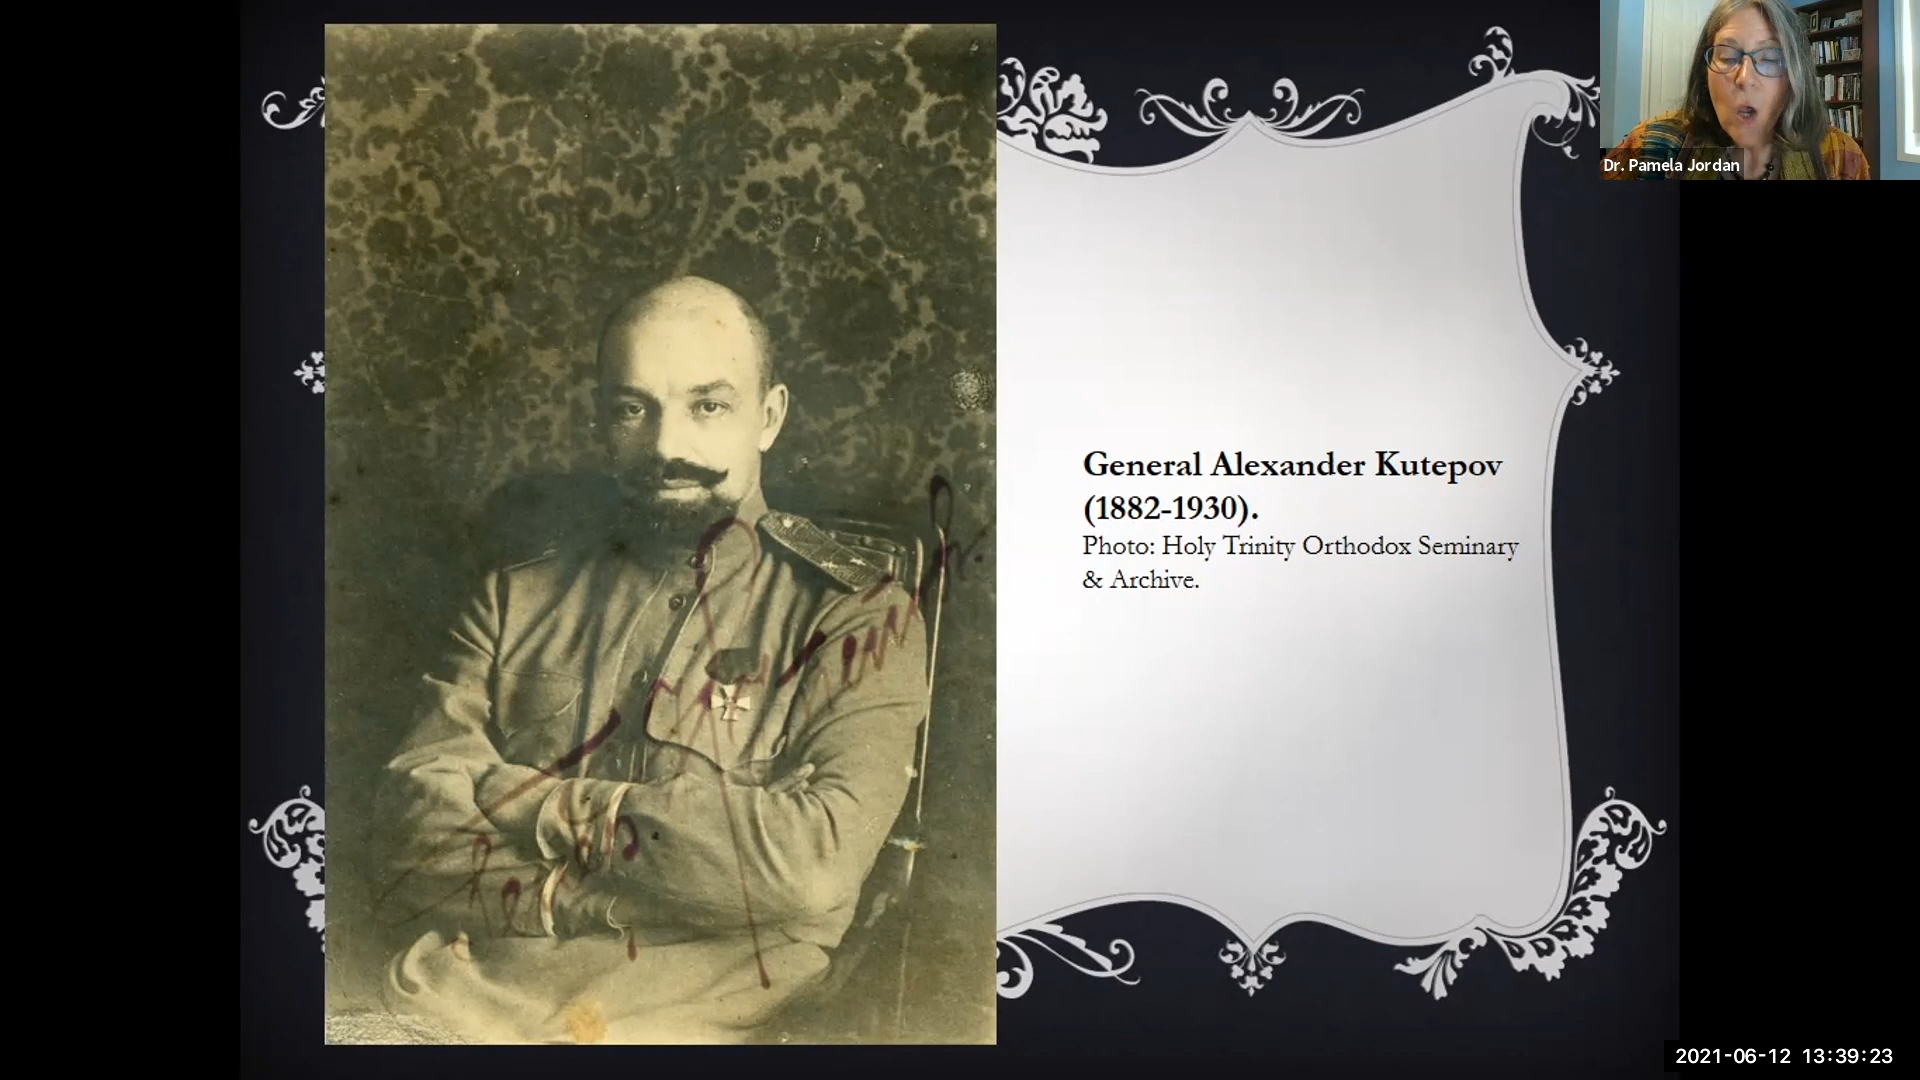 Dr. Pamela Jordan
General Alexander Kutepov
(1882-1930).
Photo: Holy Trinity Orthodox Seminary
& Archive.
2021-06-12 13:39:23